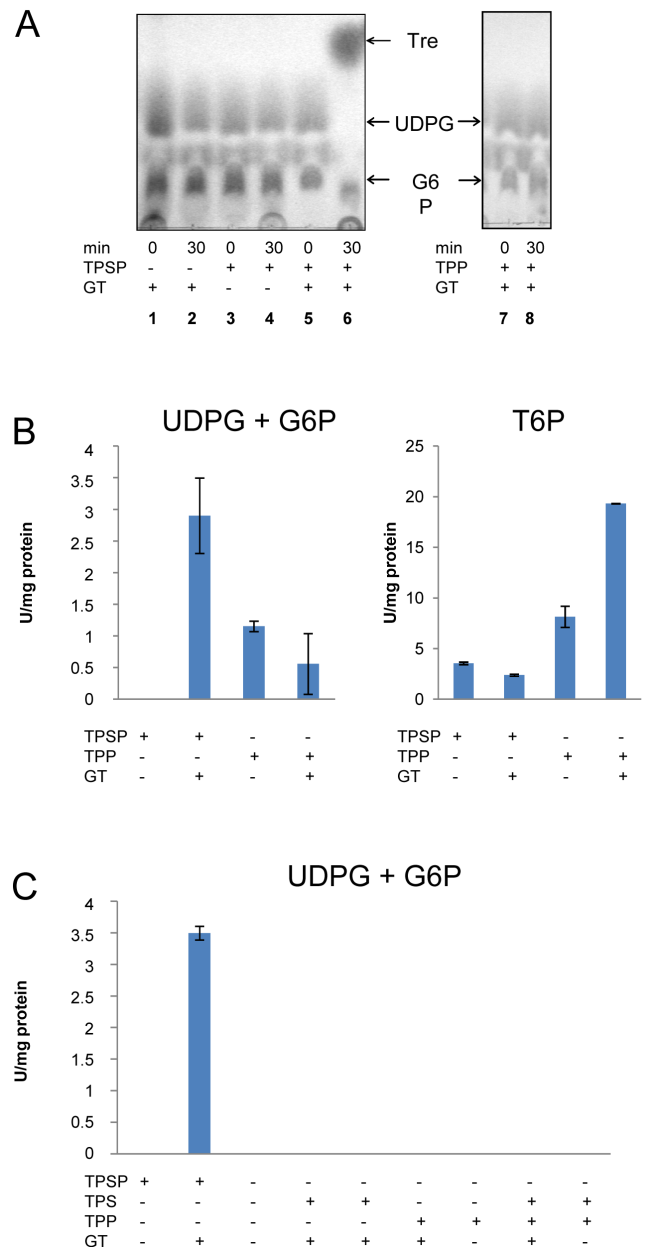 A
Tre
UDPG
G6
P
min 0 30 0 30 0 30
TPSP - - + + + +
GT + + - - + +
1 2 3 4 5 6
min 0 30
TPP + +
GT + +
7 8
B
UDPG + G6P
4
3.5
3
2.5
2
1.5
1
0.5
0
U/mg protein
TPSP + + - -
TPP - - + +
GT - + - +
T6P
25
20
15
10
5
0
U/mg protein
TPSP + + - -
TPP - - + +
GT - + - +
C
UDPG + G6P
4
3.5
3
2.5
2
1.5
1
0.5
0
U/mg protein
TPSP + + - - - - - - -
TPS - - - + + - - + +
TPP - - - - - + + + +
GT - + - + + + - + -